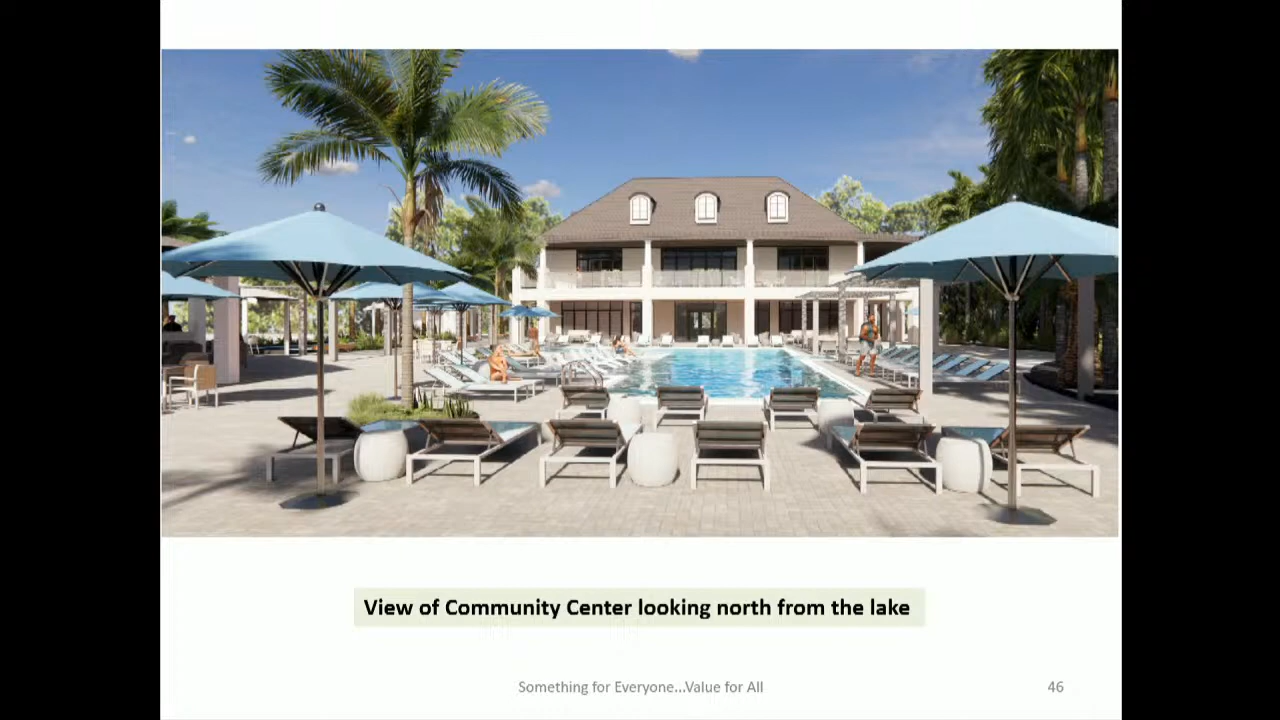 View of Community Center looking north from the lake
Something for Everyone...Value for All
46